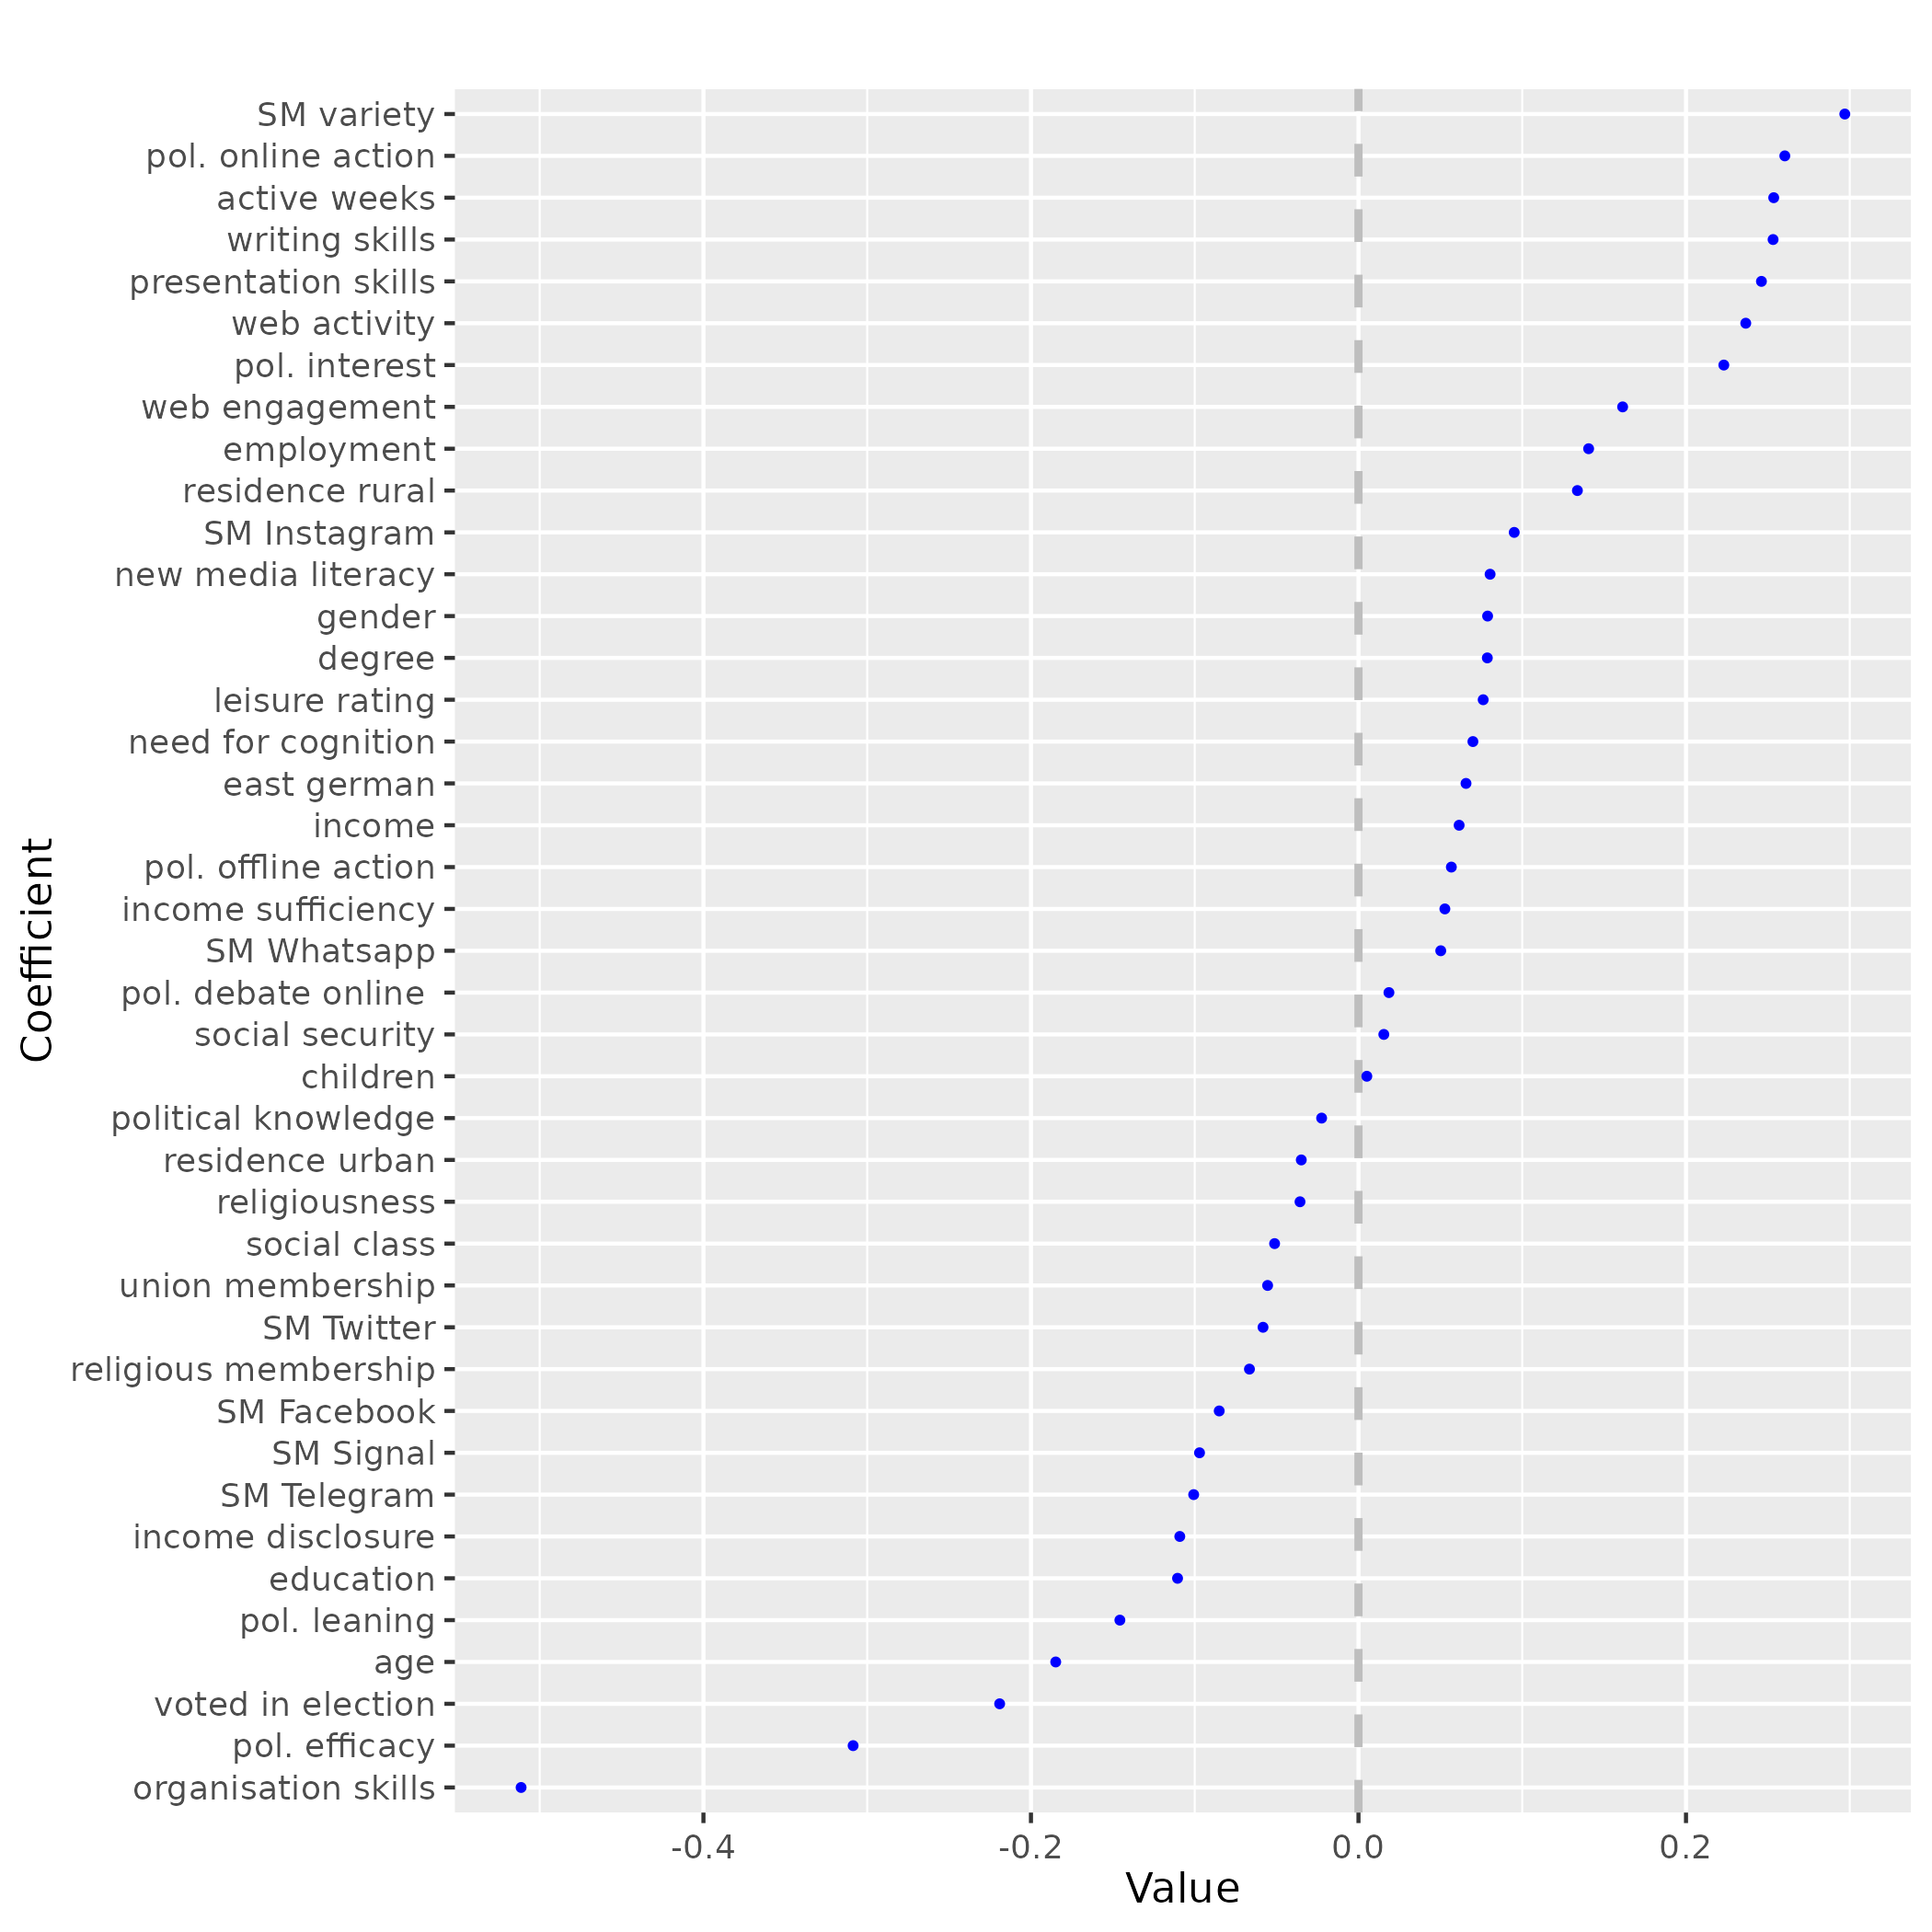 SM variety
pol. online action
active weeks
writing skills
presentation skills
web activity
pol. interest
web engagement
employment
residence rural
SM Instagram
new media literacy
gender
degree
leisure rating
need for cognition
east german
income
pol. offline action
income sufficiency
SM Whatsapp
pol. debate online
social security
children
political knowledge
residence urban
religiousness
social class
union membership
SM Twitter
religious membership
SM Facebook
SM Signal
SM Telegram
income disclosure
education
pol. leaning
age
voted in election
pol. efficacy
organisation skills
Coefficient
-0.4 -0.2 0.0 0.2
Value